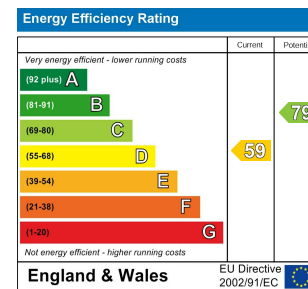 Energy Efficiency Rating
Current Potenti
Very energy efficient - lower running costs
(92 plus) A
(81-91) B
79
(69-80) C
(55-68) D
59
(39-54) E
(21-38) F
(1-20) G
Not energy efficient - higher running costs
England & Wales
EU Directive
2002/91/EC